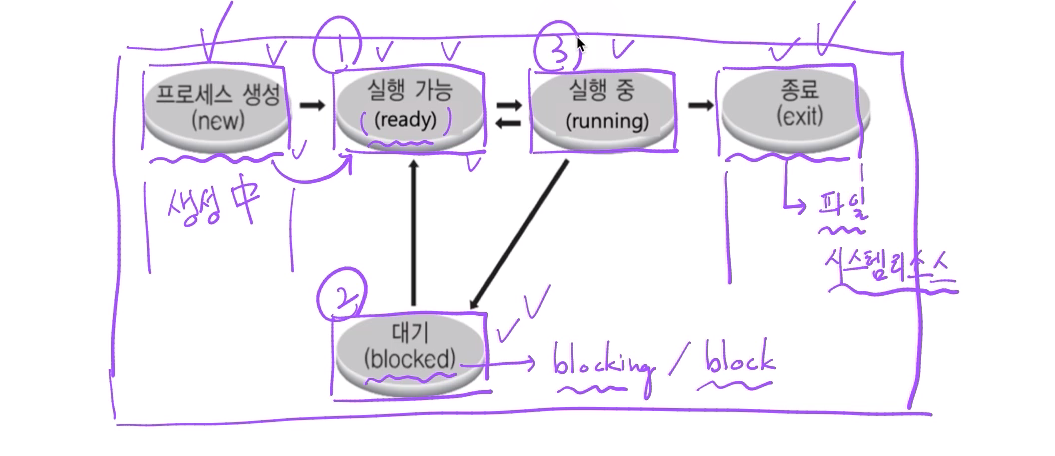 ①
③
프로세스 생성
(new)
실행 가능
(ready)
실행 중
(running)
종료
(exit)
생성 中
파일
시스템리소스
②
대기
(blocked)
blocking / block